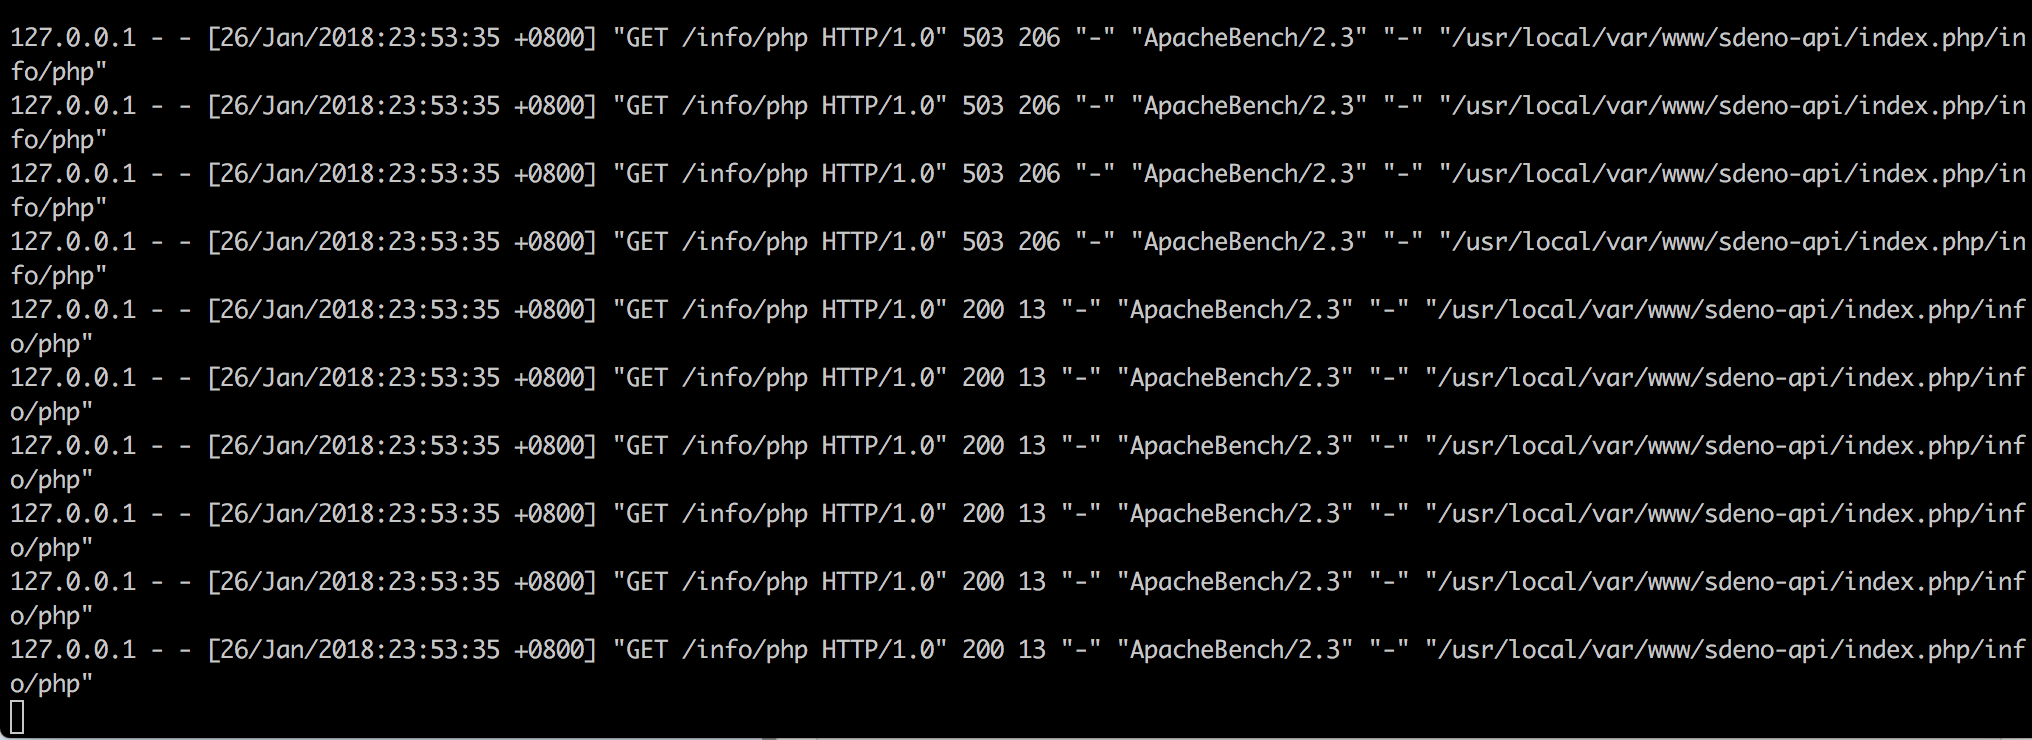 127.0.0.1 - - [26/Jan/2018:23:53:35 +0800] "GET /info/php HTTP/1.0" 503 206 "-" "ApacheBench/2.3" "-" "/usr/local/var/www/sdeno-api/index.php/in
fo/php"
127.0.0.1 - - [26/Jan/2018:23:53:35 +0800] "GET /info/php HTTP/1.0" 503 206 "-" "ApacheBench/2.3" "-" "/usr/local/var/www/sdeno-api/index.php/in
fo/php"
127.0.0.1 - - [26/Jan/2018:23:53:35 +0800] "GET /info/php HTTP/1.0" 503 206 "-" "ApacheBench/2.3" "-" "/usr/local/var/www/sdeno-api/index.php/in
fo/php"
127.0.0.1 - - [26/Jan/2018:23:53:35 +0800] "GET /info/php HTTP/1.0" 503 206 "-" "ApacheBench/2.3" "-" "/usr/local/var/www/sdeno-api/index.php/in
fo/php"
127.0.0.1 - - [26/Jan/2018:23:53:35 +0800] "GET /info/php HTTP/1.0" 200 13 "-" "ApacheBench/2.3" "-" "/usr/local/var/www/sdeno-api/index.php/inf
o/php"
127.0.0.1 - - [26/Jan/2018:23:53:35 +0800] "GET /info/php HTTP/1.0" 200 13 "-" "ApacheBench/2.3" "-" "/usr/local/var/www/sdeno-api/index.php/inf
o/php"
127.0.0.1 - - [26/Jan/2018:23:53:35 +0800] "GET /info/php HTTP/1.0" 200 13 "-" "ApacheBench/2.3" "-" "/usr/local/var/www/sdeno-api/index.php/inf
o/php"
127.0.0.1 - - [26/Jan/2018:23:53:35 +0800] "GET /info/php HTTP/1.0" 200 13 "-" "ApacheBench/2.3" "-" "/usr/local/var/www/sdeno-api/index.php/inf
o/php"
127.0.0.1 - - [26/Jan/2018:23:53:35 +0800] "GET /info/php HTTP/1.0" 200 13 "-" "ApacheBench/2.3" "-" "/usr/local/var/www/sdeno-api/index.php/inf
o/php"
127.0.0.1 - - [26/Jan/2018:23:53:35 +0800] "GET /info/php HTTP/1.0" 200 13 "-" "ApacheBench/2.3" "-" "/usr/local/var/www/sdeno-api/index.php/inf
o/php"